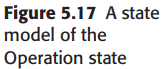 Figure 5.17 A state
model of the
Operation state